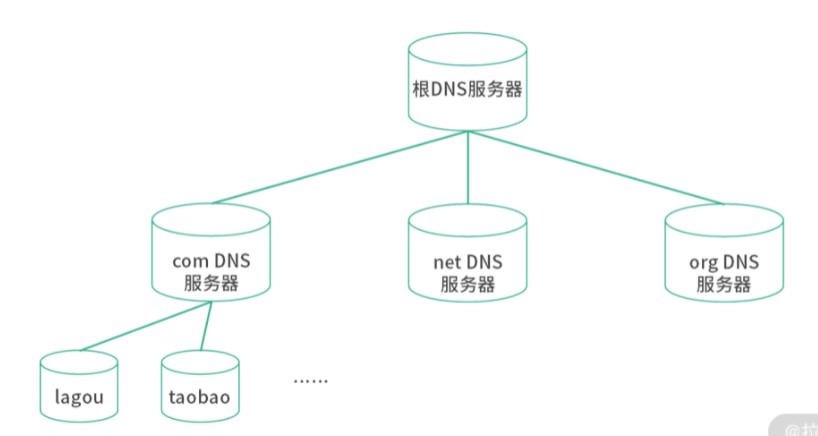 根DNS服务器
com DNS
服务器
net DNS
服务器
org DNS
服务器
lagou
taobao
......
@拉